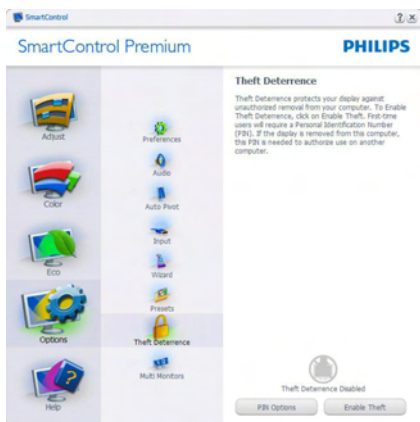 SmartControl
SmartControl Premium
PHILIPS
Adjust
Color
Eco
Options
Help
Preferences
Audio
Auto Pivot
Input
Wizard
Presets
Theft Deterrence
Multi Monitors
Theft Deterrence
Theft Deterrence protects your display against
unauthorized removal from your computer. To Enable
Theft Deterrence, click on Enable Theft. First-time
users will require a Personal Identification Number
(PIN). If the display is removed from this computer,
this PIN is needed to authorize use on another
computer.
Theft Deterrence Disabled
PIN Options
Enable Theft